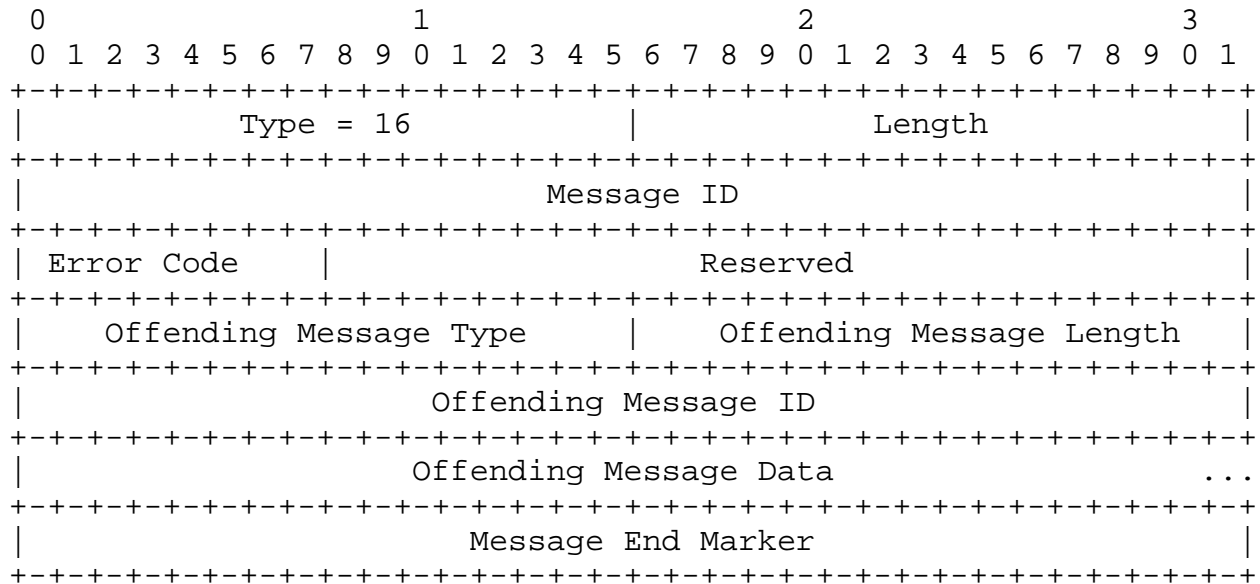 0                   1                   2                   3
 0 1 2 3 4 5 6 7 8 9 0 1 2 3 4 5 6 7 8 9 0 1 2 3 4 5 6 7 8 9 0 1
+-+-+-+-+-+-+-+-+-+-+-+-+-+-+-+-+-+-+-+-+-+-+-+-+-+-+-+-+-+-+-+-+
|           Type = 16           |            Length             |
+-+-+-+-+-+-+-+-+-+-+-+-+-+-+-+-+-+-+-+-+-+-+-+-+-+-+-+-+-+-+-+-+
|                           Message ID                          |
+-+-+-+-+-+-+-+-+-+-+-+-+-+-+-+-+-+-+-+-+-+-+-+-+-+-+-+-+-+-+-+-+
| Error Code    |                   Reserved                    |
+-+-+-+-+-+-+-+-+-+-+-+-+-+-+-+-+-+-+-+-+-+-+-+-+-+-+-+-+-+-+-+-+
|    Offending Message Type     |    Offending Message Length   |
+-+-+-+-+-+-+-+-+-+-+-+-+-+-+-+-+-+-+-+-+-+-+-+-+-+-+-+-+-+-+-+-+
|                     Offending Message ID                      |
+-+-+-+-+-+-+-+-+-+-+-+-+-+-+-+-+-+-+-+-+-+-+-+-+-+-+-+-+-+-+-+-+
|                    Offending Message Data                   ...
+-+-+-+-+-+-+-+-+-+-+-+-+-+-+-+-+-+-+-+-+-+-+-+-+-+-+-+-+-+-+-+-+
|                       Message End Marker                      |
+-+-+-+-+-+-+-+-+-+-+-+-+-+-+-+-+-+-+-+-+-+-+-+-+-+-+-+-+-+-+-+-+